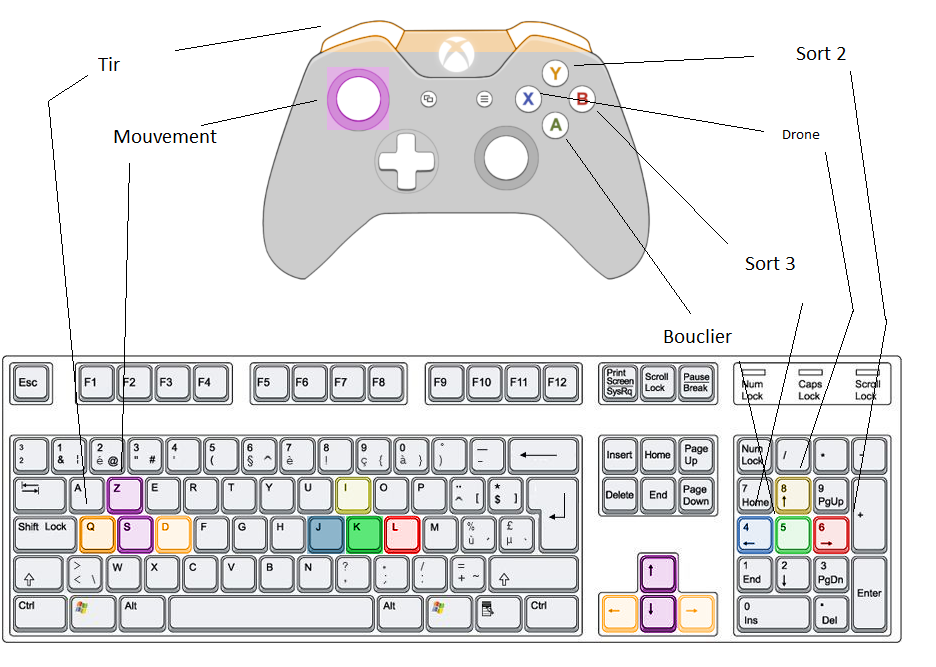 Tir
Sort 2
Y
X
B
A
Mouvement
Drone
Sort 3
Bouclier
Esc
F1
F2
F3
F4
F5
F6
F7
F8
F9
F10
F11
F12
Print
Screen
SysRq
Scroll
Lock
Pause
Break
Num
Lock
Caps
Lock
Scroll
Lock
3
2
1
& ¦
2
é @
3 "
#
4 '
5
(
6
§ ^
7
è
8
!
9
ç {
0
à }
°
)
—
-
←
Insert
Home
Page
Up
Num
Lock
/
•
-
A
Z
E
R
T
Y
U
I
O
P
¨
^ [
*
$ ]
Delete
End
Page
Down
7
Home
8
↑
9
PgUp
+
Shift Lock
Q
S
D
F
G
H
J
K
L
M
%
ù ´
£
µ `
4
←
5
6
→
>
< \
W
X
C
V
B
N
?
,
.
;
/
:
+
= ~
↑
1
End
2
↓
3
PgDn
Enter
Ctrl
Alt
Alt
Ctrl
←
↓
→
0
Ins
•
Del